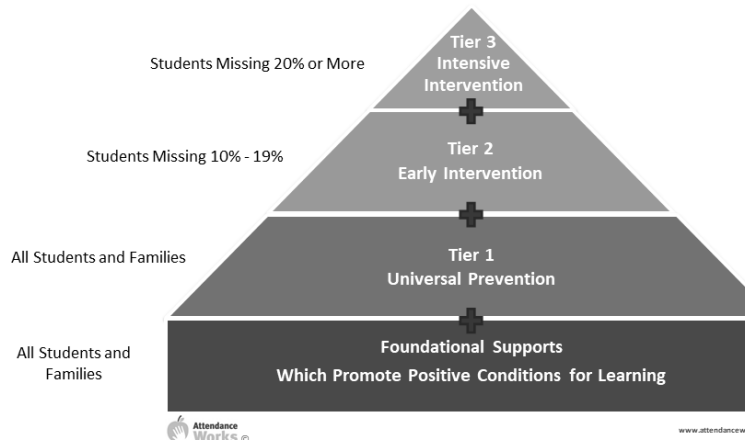 Tier 3
Intensive
Intervention
Students Missing 20% or More
Tier 2
Early Intervention
Students Missing 10% - 19%
Tier 1
Universal Prevention
All Students and Families
Foundational Supports
Which Promote Positive Conditions for Learning
All Students and
Families
Attendance
Works ©
www.attendancew